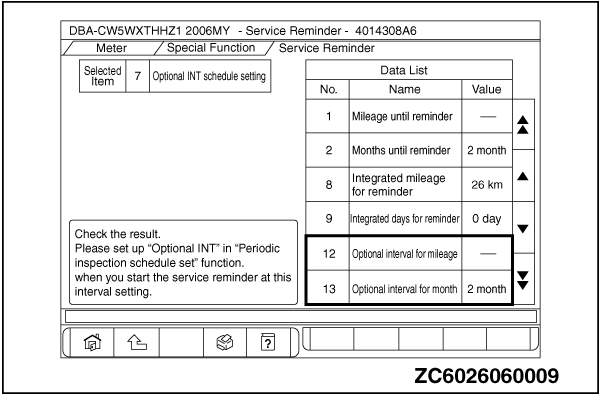 DBA-CW5WXTHHZ1 2006MY - Service Reminder- 4014308A6
Meter / Special Function / Service Reminder
Selected Item 7 Optional INT schedule setting
Data List
No. Name Value
1 Mileage until reminder —
2 Months until reminder 2 month
8 Integrated mileage for reminder 26 km
9 Integrated days for reminder 0 day
12 Optional interval for mileage —
13 Optional interval for month 2 month
Check the result.
Please set up “Optional INT” in “Periodic
inspection schedule set” function.
when you start the service reminder at this
interval setting.
?
ZC6026060009